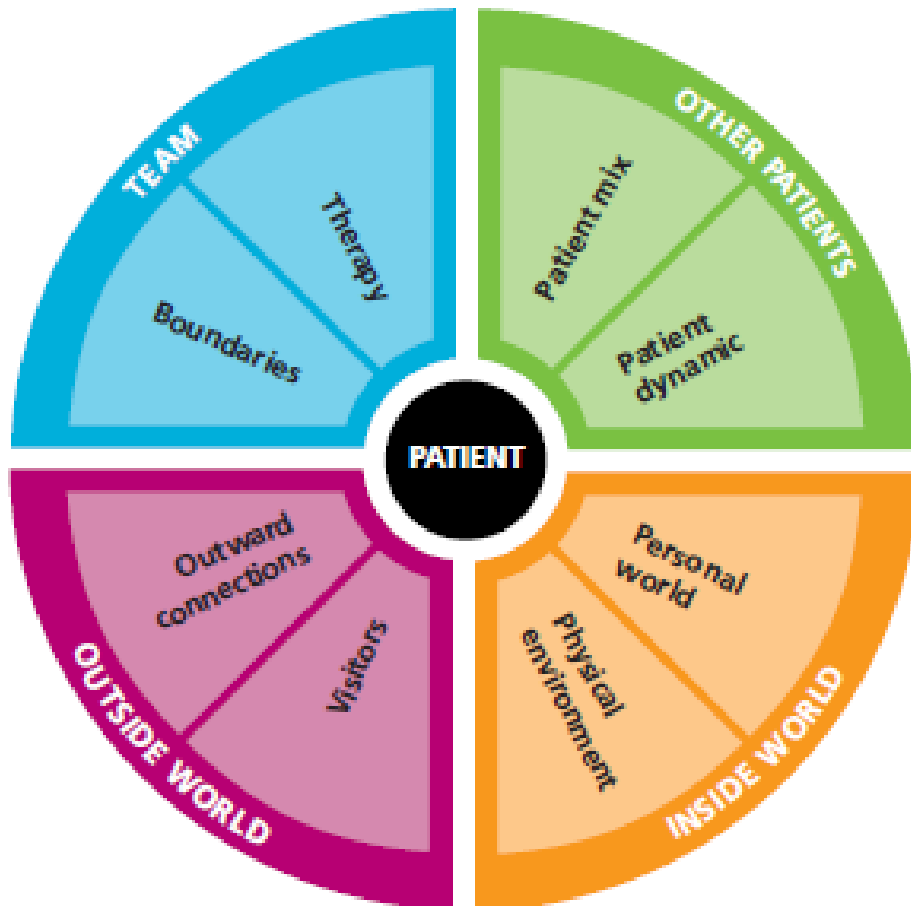 TEAM
Therapy
Boundaries
OTHER PATIENTS
Patient mix
Patient
dynamic
PATIENT
Outward
connections
Visitors
OUTSIDE WORLD
Personal
world
Physical
environment
INSIDE WORLD